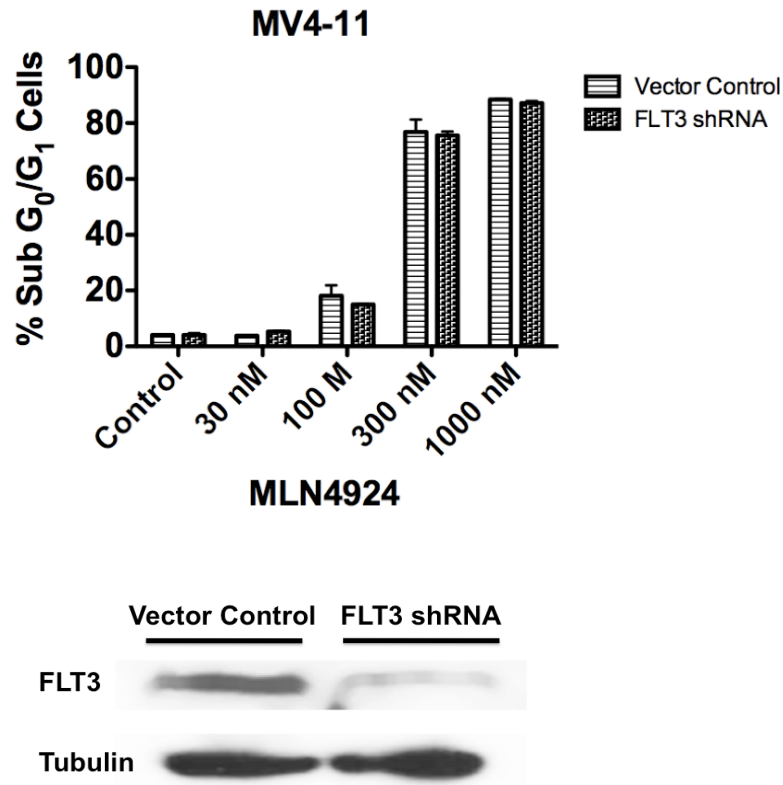 MV4-11
% Sub G0/G1 Cells
100
80
60
40
20
0
Control
30 nM
100 M
300 nM
1000 nM
MLN4924
Vector Control
FLT3 shRNA
Vector Control FLT3 shRNA
FLT3
Tubulin